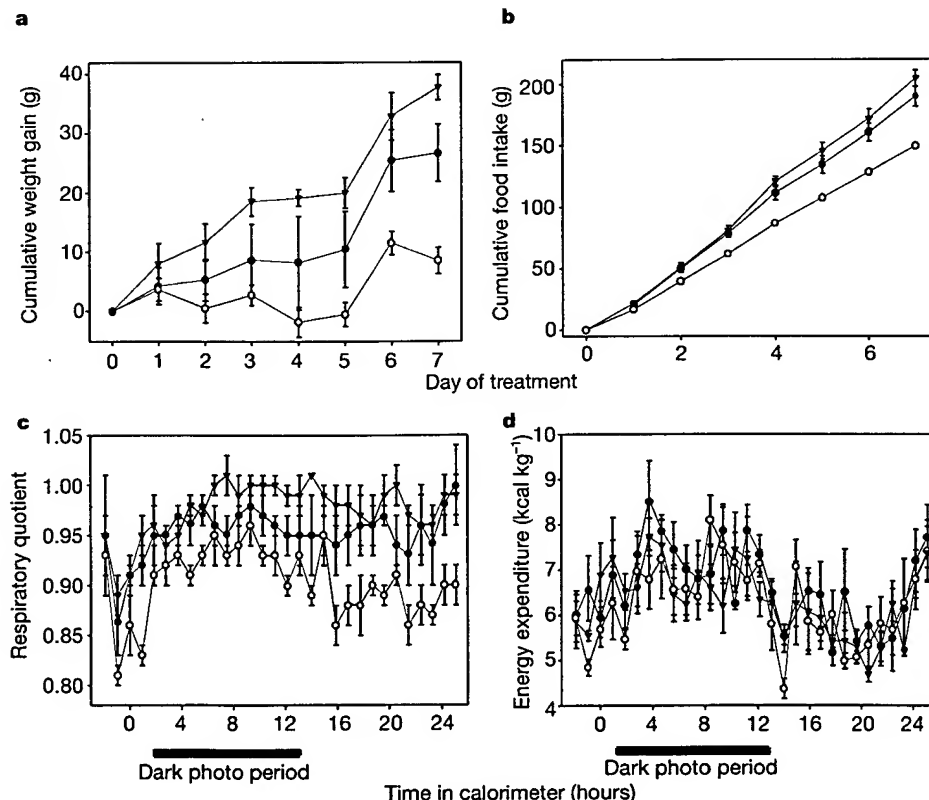 a
b
Cumulative weight gain (g)
40
30
20
10
0
0 1 2 3 4 5 6 7
Cumulative food intake (g)
200
150
100
50
0
0 2 4 6
Day of treatment
c
d
Respiratory quotient
1.05
1.00
0.95
0.90
0.85
0.80
0 4 8 12 16 20 24
Dark photo period
Energy expenditure (kcal kg⁻¹)
10
9
8
7
6
5
4
0 4 8 12 16 20 24
Dark photo period
Time in calorimeter (hours)